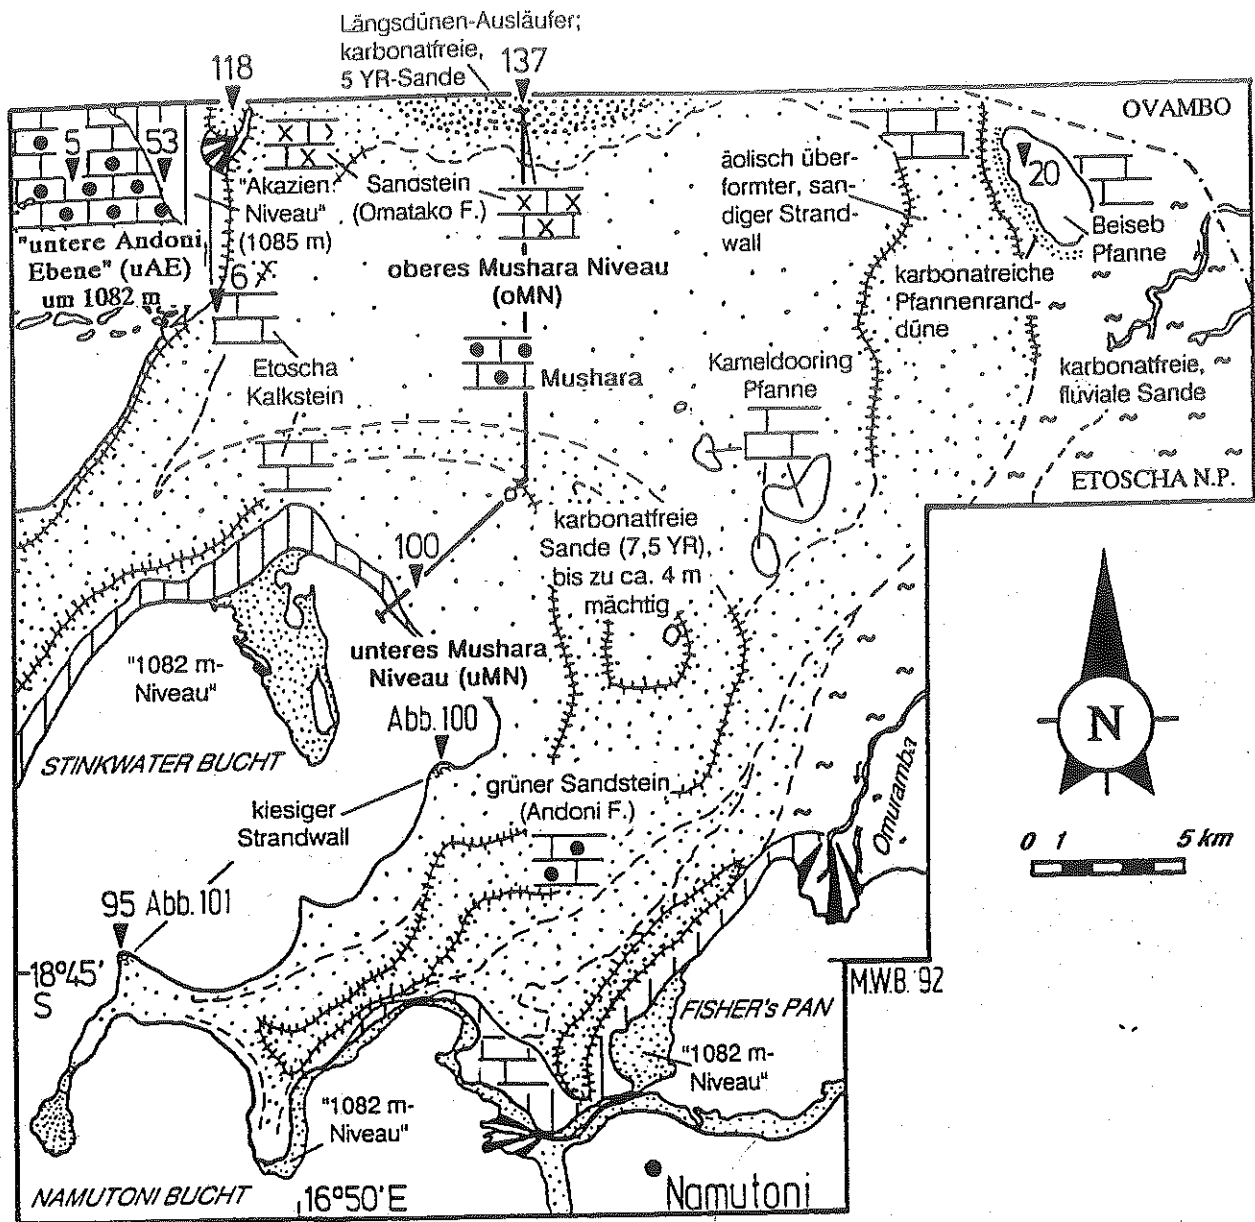 Längsdünen-Ausläufer;
karbonatfreie,
5 YR-Sande
137
118
OVAMBO
5
53
"Akazien
Niveau"
(1085 m)
Sandstein
(Omatako F.)
äolisch über-
formter, san-
diger Strand-
wall
20
Beiseb
Pfanne
"untere Andoni
Ebene" (uAE)
um 1082 m
6
oberes Mushara Niveau
(oMN)
karbonatreiche
Pfannenrand-
düne
Etoscha
Kalkstein
Mushara
Kameldooring
Pfanne
karbonatfreie,
fluviale Sande
ETOSCHA N.P.
karbonatfreie
Sande (7,5 YR),
bis zu ca. 4 m
mächtig
100
unteres Mushara
Niveau (uMN)
"1082 m-
Niveau"
Abb.100
STINKWATER BUCHT
N
kiesiger
Strandwall
grüner Sandstein
(Andoni F.)
Omuramba
0 1 5 km
95 Abb.101
18°45'
S
M.W.B. '92
FISHER's PAN
"1082 m-
Niveau"
"1082 m-
Niveau"
NAMUTONI BUCHT
16°50'E
Namutoni